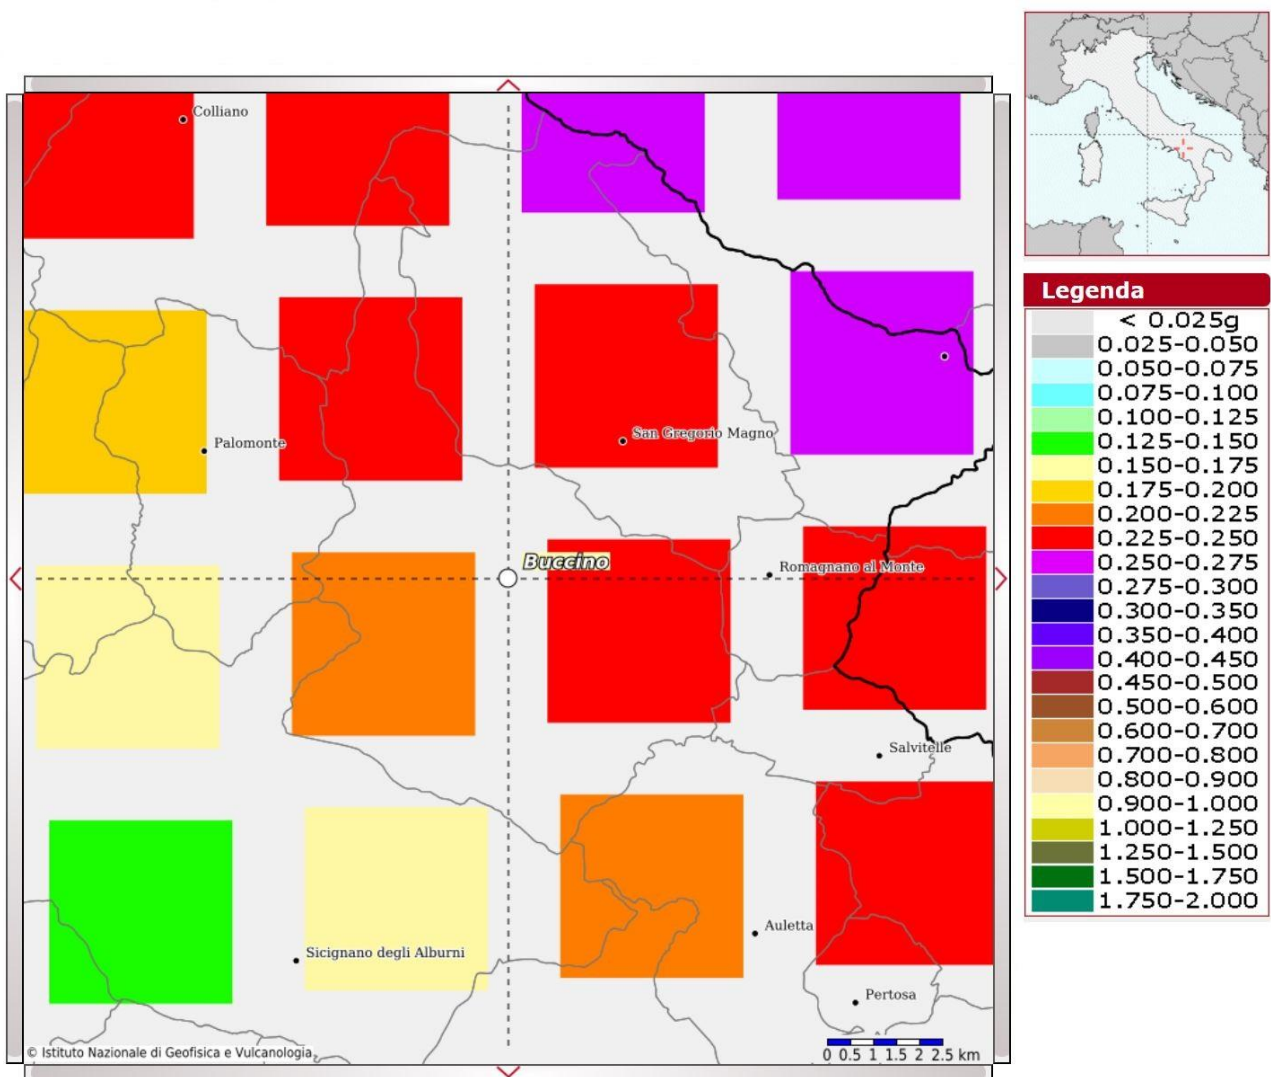 Colliano
Palomonte
San Gregorio Magno
Buccino
Romagnano al Monte
Salvitelle
Auletta
Sicignano degli Alburni
Pertosa
© Istituto Nazionale di Geofisica e Vulcanologia
0 0.5 1 1.5 2 2.5 km
Legenda
< 0.025g
0.025-0.050
0.050-0.075
0.075-0.100
0.100-0.125
0.125-0.150
0.150-0.175
0.175-0.200
0.200-0.225
0.225-0.250
0.250-0.275
0.275-0.300
0.300-0.350
0.350-0.400
0.400-0.450
0.450-0.500
0.500-0.600
0.600-0.700
0.700-0.800
0.800-0.900
0.900-1.000
1.000-1.250
1.250-1.500
1.500-1.750
1.750-2.000